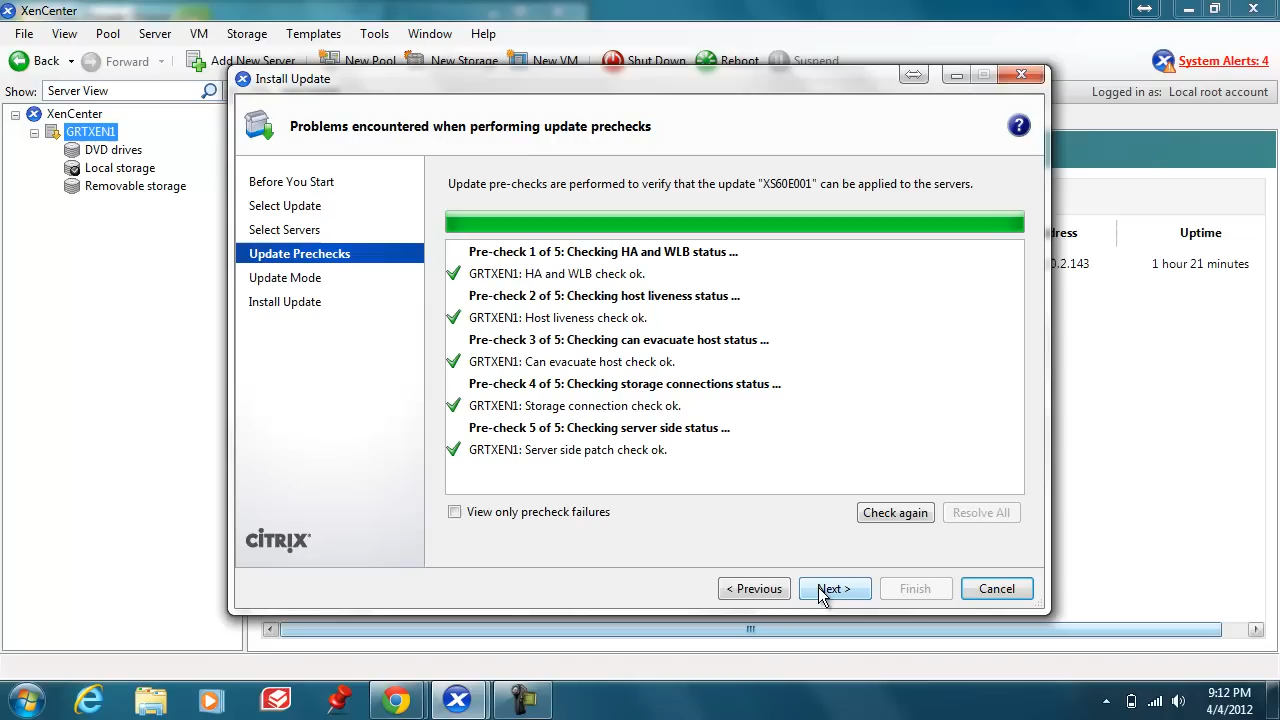 XenCenter
File View Pool Server VM Storage Templates Tools Window Help
Back Forward Add New Server New Pool New Storage New VM Shut Down Reboot Suspend System Alerts: 4
Show: Server View Logged in as: Local root account
Install Update
Problems encountered when performing update prechecks
XenCenter
GRTXEN1
DVD drives
Local storage
Removable storage
Before You Start
Select Update
Select Servers
Update Prechecks
Update Mode
Install Update
CITRIX
Update pre-checks are performed to verify that the update "XS60E001" can be applied to the servers.
Pre-check 1 of 5: Checking HA and WLB status ...
GRTXEN1: HA and WLB check ok.
Pre-check 2 of 5: Checking host liveness status ...
GRTXEN1: Host liveness check ok.
Pre-check 3 of 5: Checking can evacuate host status ...
GRTXEN1: Can evacuate host check ok.
Pre-check 4 of 5: Checking storage connections status ...
GRTXEN1: Storage connection check ok.
Pre-check 5 of 5: Checking server side status ...
GRTXEN1: Server side patch check ok.
View only precheck failures Check again Resolve All
< Previous Next > Finish Cancel
dress Uptime
0.2.143 1 hour 21 minutes
9:12 PM
4/4/2012